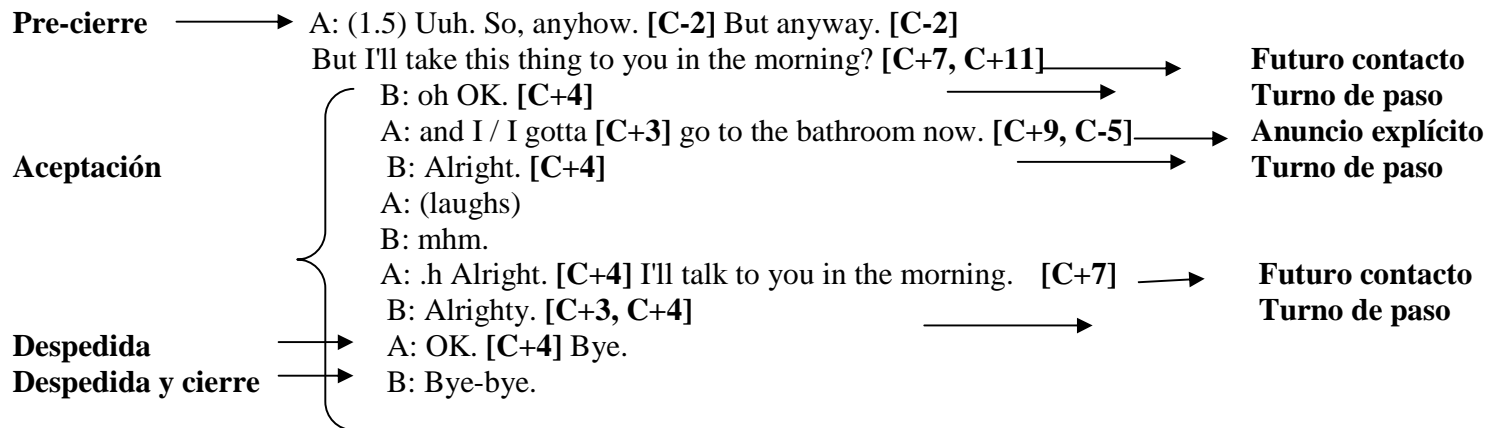 Pre-cierre A: (1.5) Uuh. So, anyhow. [C-2] But anyway. [C-2]
But I'll take this thing to you in the morning? [C+7, C+11] Futuro contacto
B: oh OK. [C+4] Turno de paso
A: and I / I gotta [C+3] go to the bathroom now. [C+9, C-5] Anuncio explícito
Aceptación B: Alright. [C+4] Turno de paso
A: (laughs)
B: mhm.
A: .h Alright. [C+4] I'll talk to you in the morning. [C+7] Futuro contacto
B: Alrighty. [C+3, C+4] Turno de paso
Despedida A: OK. [C+4] Bye.
Despedida y cierre B: Bye-bye.